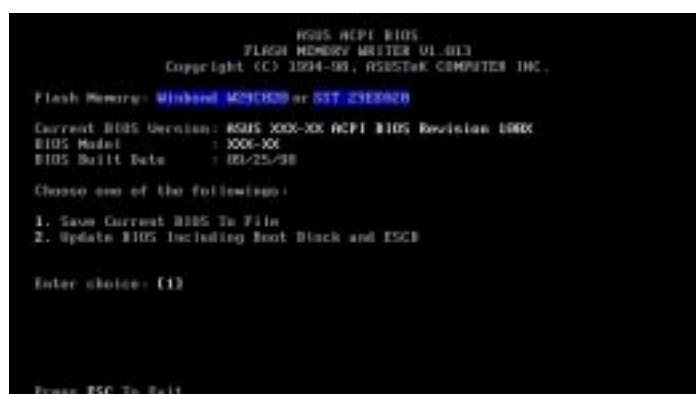 ASUS ACPI BIOS
FLASH MEMORY WRITER V1.013
Copyright (C) 1994-98, ASUSTeK COMPUTER INC.
Flash Memory: Winbond W29C020 or SST 29EE020
Current BIOS Version: ASUS XXX-XX ACPI BIOS Revision 100X
BIOS Model : XXX-XX
BIOS Built Date : 09/25/98
Choose one of the followings:
1. Save Current BIOS To File
2. Update BIOS Including Boot Block and ESCD
Enter choice: [1]
Press ESC To Exit